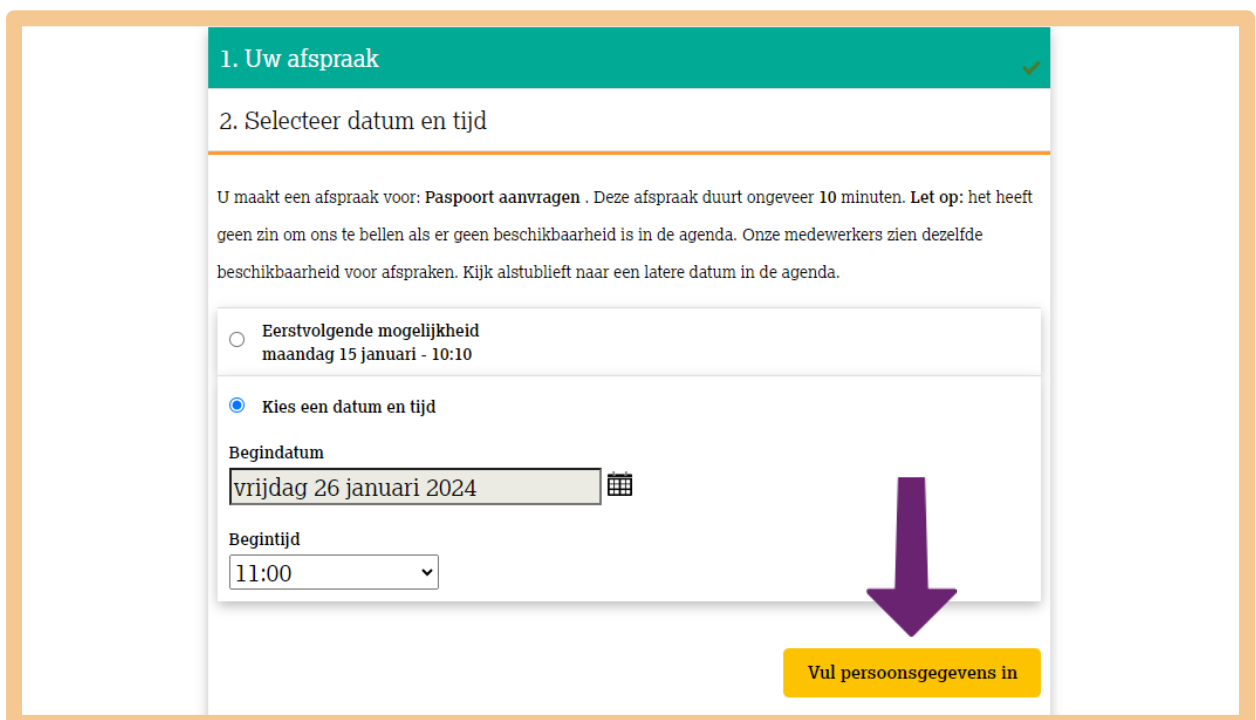 1. Uw afspraak
2. Selecteer datum en tijd
U maakt een afspraak voor: Paspoort aanvragen . Deze afspraak duurt ongeveer 10 minuten. Let op: het heeft
geen zin om ons te bellen als er geen beschikbaarheid is in de agenda. Onze medewerkers zien dezelfde
beschikbaarheid voor afspraken. Kijk alstublieft naar een latere datum in de agenda.
Eerstvolgende mogelijkheid
maandag 15 januari - 10:10
Kies een datum en tijd
Begindatum
vrijdag 26 januari 2024
Begintijd
11:00
Vul persoonsgegevens in